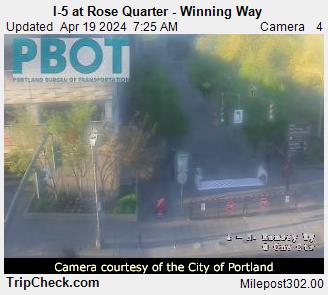 I-5 at Rose Quarter - Winning Way
Updated Apr 19 2024 7:25 AM Camera 4
PBOT
PORTLAND BUREAU OF TRANSPORTATION
Camera courtesy of the City of Portland
TripCheck.com Milepost302.00